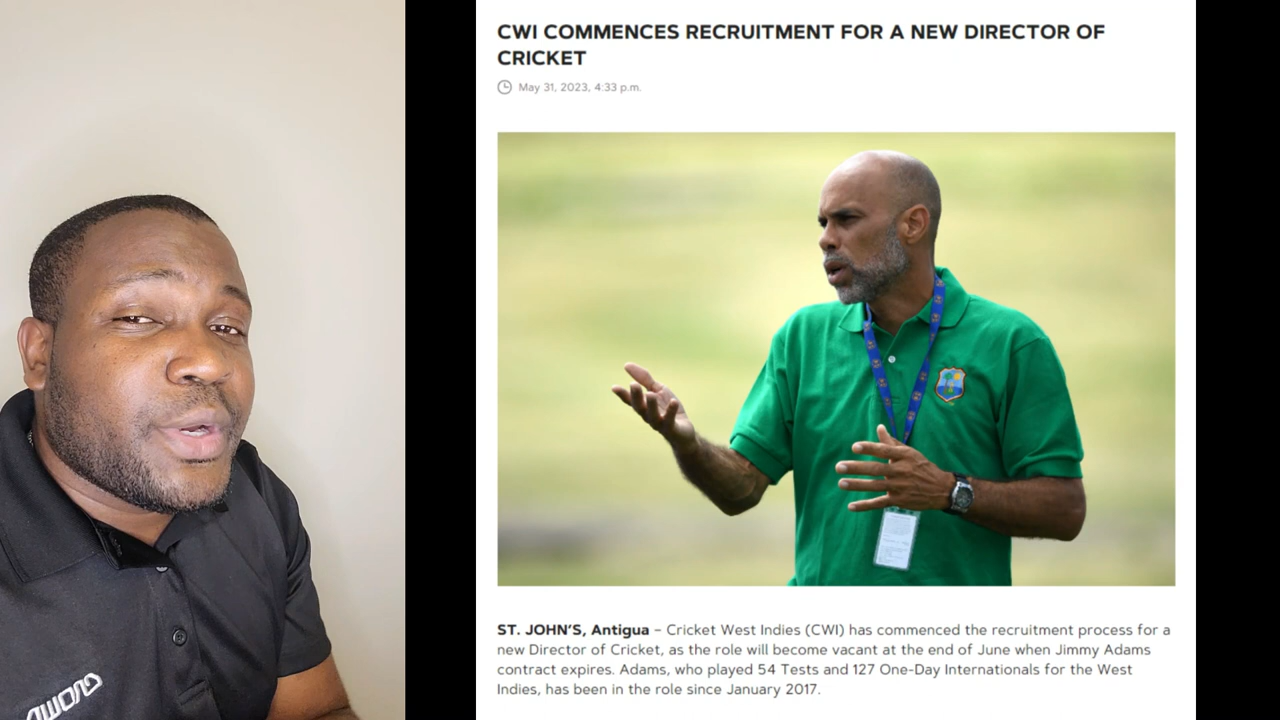 CWI COMMENCES RECRUITMENT FOR A NEW DIRECTOR OF
CRICKET
May 31, 2023, 4:33 p.m.
ST. JOHN'S, Antigua – Cricket West Indies (CWI) has commenced the recruitment process for a
new Director of Cricket, as the role will become vacant at the end of June when Jimmy Adams
contract expires. Adams, who played 54 Tests and 127 One-Day Internationals for the West
Indies, has been in the role since January 2017.